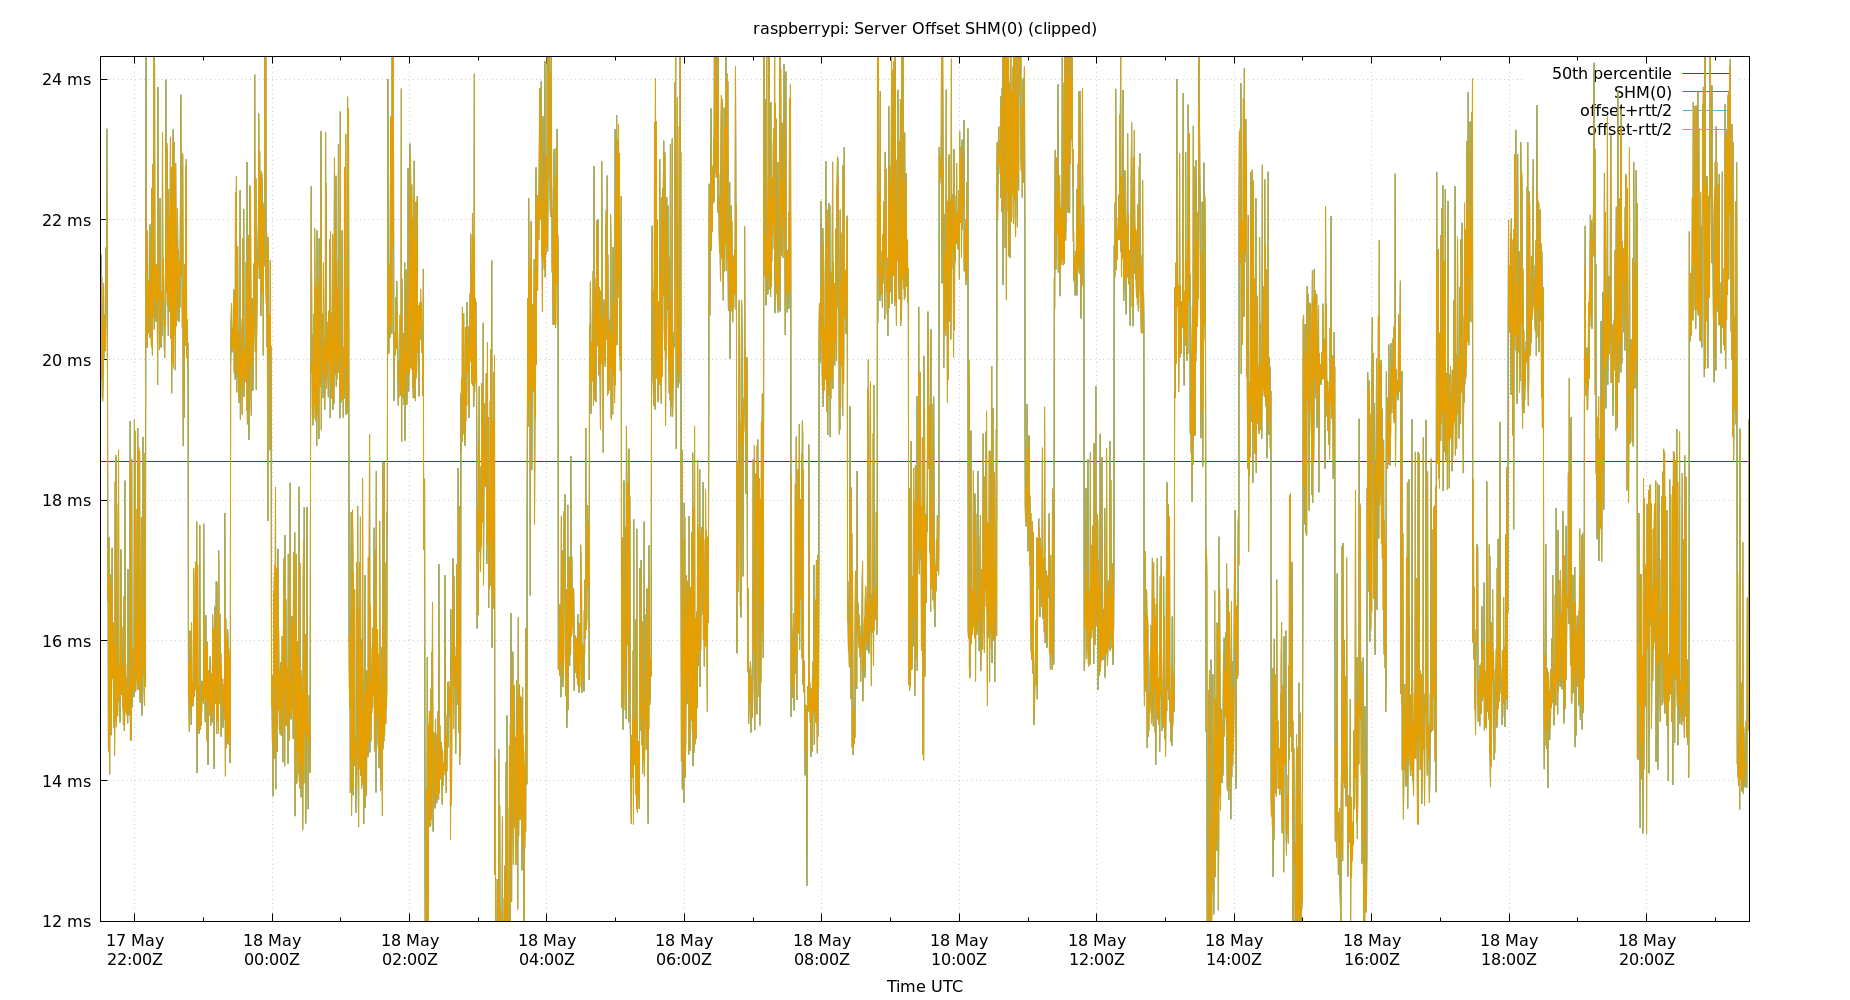 raspberrypi: Server Offset SHM(0) (clipped)
50th percentile
SHM(0)
offset+rtt/2
offset-rtt/2
24 ms
22 ms
20 ms
18 ms
16 ms
14 ms
12 ms
17 May 22:00Z
18 May 00:00Z
18 May 02:00Z
18 May 04:00Z
18 May 06:00Z
18 May 08:00Z
18 May 10:00Z
18 May 12:00Z
18 May 14:00Z
18 May 16:00Z
18 May 18:00Z
18 May 20:00Z
Time UTC